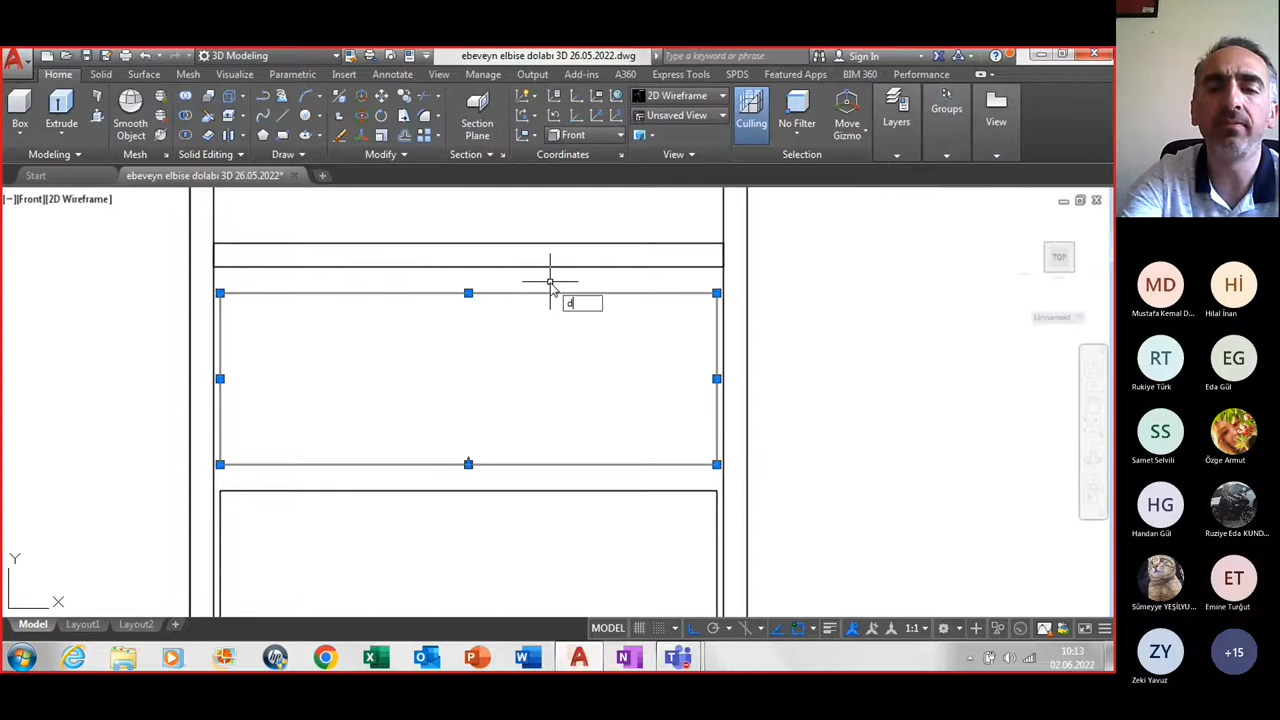 3D Modeling
ebeveyn elbise dolabı 3D 26.05.2022.dwg
Type a keyword or phrase
Sign In
Home Solid Surface Mesh Visualize Parametric Insert Annotate View Manage Output Add-ins A360 Express Tools SPDS Featured Apps BIM 360 Performance
2D Wireframe
Unsaved View
Front
Box
Extrude
Smooth
Object
Section
Plane
Culling
No Filter
Move
Gizmo
Layers
Groups
View
Modeling Mesh Solid Editing Draw Modify Section Coordinates View Selection
Start
ebeveyn elbise dolabı 3D 26.05.2022*
[−][Front][2D Wireframe]
TOP
Unnamed
d
Y
X
Model Layout1 Layout2
MODEL
1:1
10:13
02.06.2022
MD
Mustafa Kemal D...
Hİ
Hilal İnan
RT
Rukiye Türk
EG
Eda Gül
SS
Samet Selvili
Özge Armut
HG
Handan Gül
Ruziye Eda KUND...
Sümeyye YEŞİLYU...
ET
Emine Turğut
ZY
Zeki Yavuz
+15